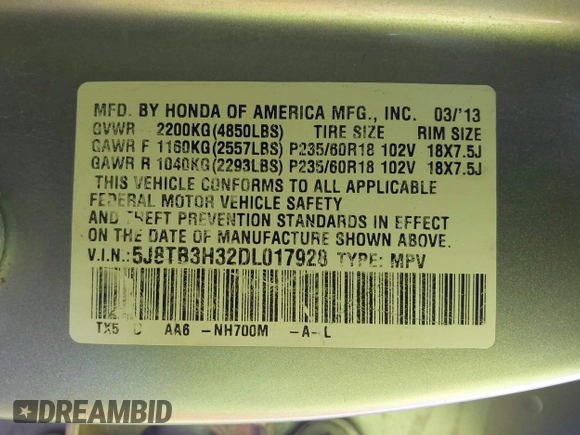 MFD. BY HONDA OF AMERICA MFG., INC. 03/'13
GVWR 2200KG(4850LBS) TIRE SIZE RIM SIZE
GAWR F 1160KG(2557LBS) P235/60R18 102V 18X7.5J
GAWR R 1040KG(2293LBS) P235/60R18 102V 18X7.5J
THIS VEHICLE CONFORMS TO ALL APPLICABLE
FEDERAL MOTOR VEHICLE SAFETY
AND THEFT PREVENTION STANDARDS IN EFFECT
ON THE DATE OF MANUFACTURE SHOWN ABOVE.
V.I.N.: 5J8TB3H32DL017928 TYPE: MPV
TX5 AA6 -NH700M -A- L
DREAMBID